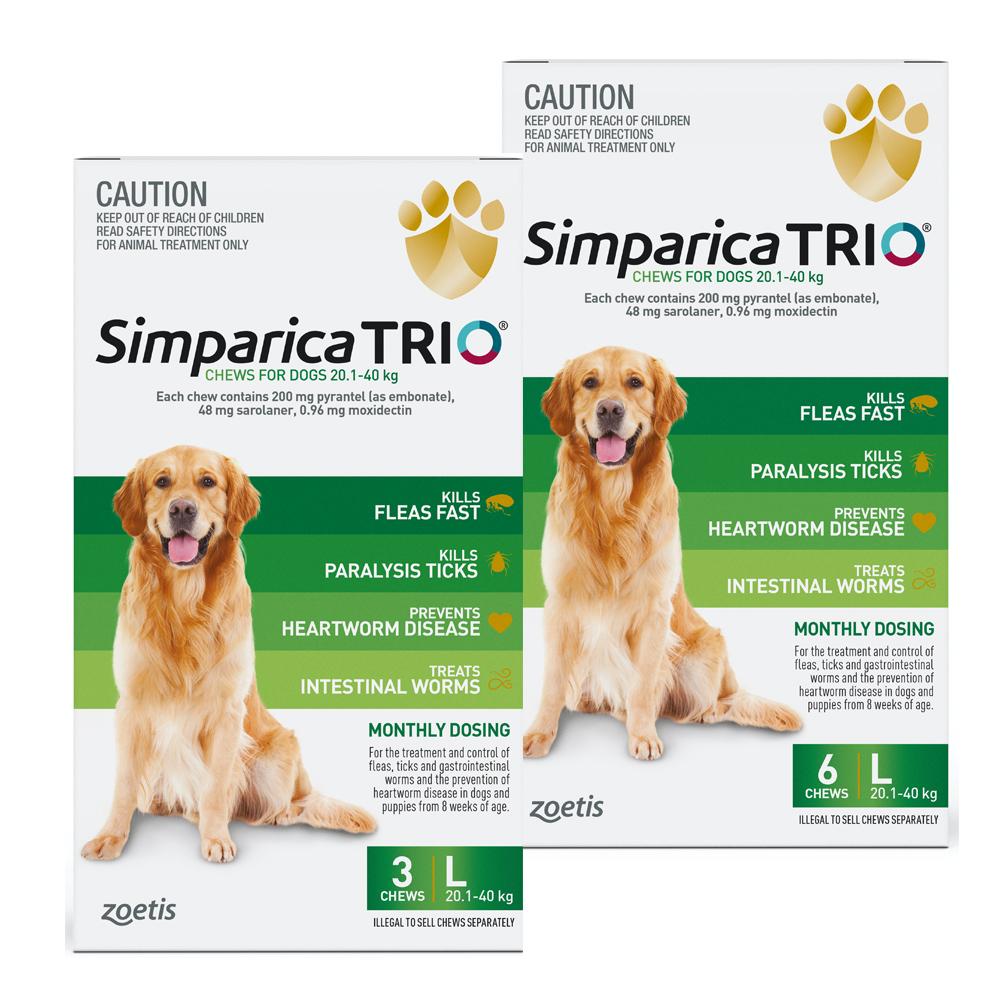 CAUTION
KEEP OUT OF REACH OF CHILDREN
READ SAFETY DIRECTIONS
FOR ANIMAL TREATMENT ONLY
Simparica TRIO®
CHEWS FOR DOGS 20.1-40 kg
Each chew contains 200 mg pyrantel (as embonate),
48 mg sarolaner, 0.96 mg moxidectin
KILLS
FLEAS FAST
KILLS
PARALYSIS TICKS
PREVENTS
HEARTWORM DISEASE
TREATS
INTESTINAL WORMS
MONTHLY DOSING
For the treatment and control of
fleas, ticks and gastrointestinal
worms and the prevention of
heartworm disease in dogs and
puppies from 8 weeks of age.
3 L
CHEWS 20.1-40 kg
zoetis
ILLEGAL TO SELL CHEWS SEPARATELY
CAUTION
KEEP OUT OF REACH OF CHILDREN
READ SAFETY DIRECTIONS
FOR ANIMAL TREATMENT ONLY
Simparica TRIO®
CHEWS FOR DOGS 20.1-40 kg
Each chew contains 200 mg pyrantel (as embonate),
48 mg sarolaner, 0.96 mg moxidectin
KILLS
FLEAS FAST
KILLS
PARALYSIS TICKS
PREVENTS
HEARTWORM DISEASE
TREATS
INTESTINAL WORMS
MONTHLY DOSING
For the treatment and control of
fleas, ticks and gastrointestinal
worms and the prevention of
heartworm disease in dogs and
puppies from 8 weeks of age.
6 L
CHEWS 20.1-40 kg
zoetis
ILLEGAL TO SELL CHEWS SEPARATELY